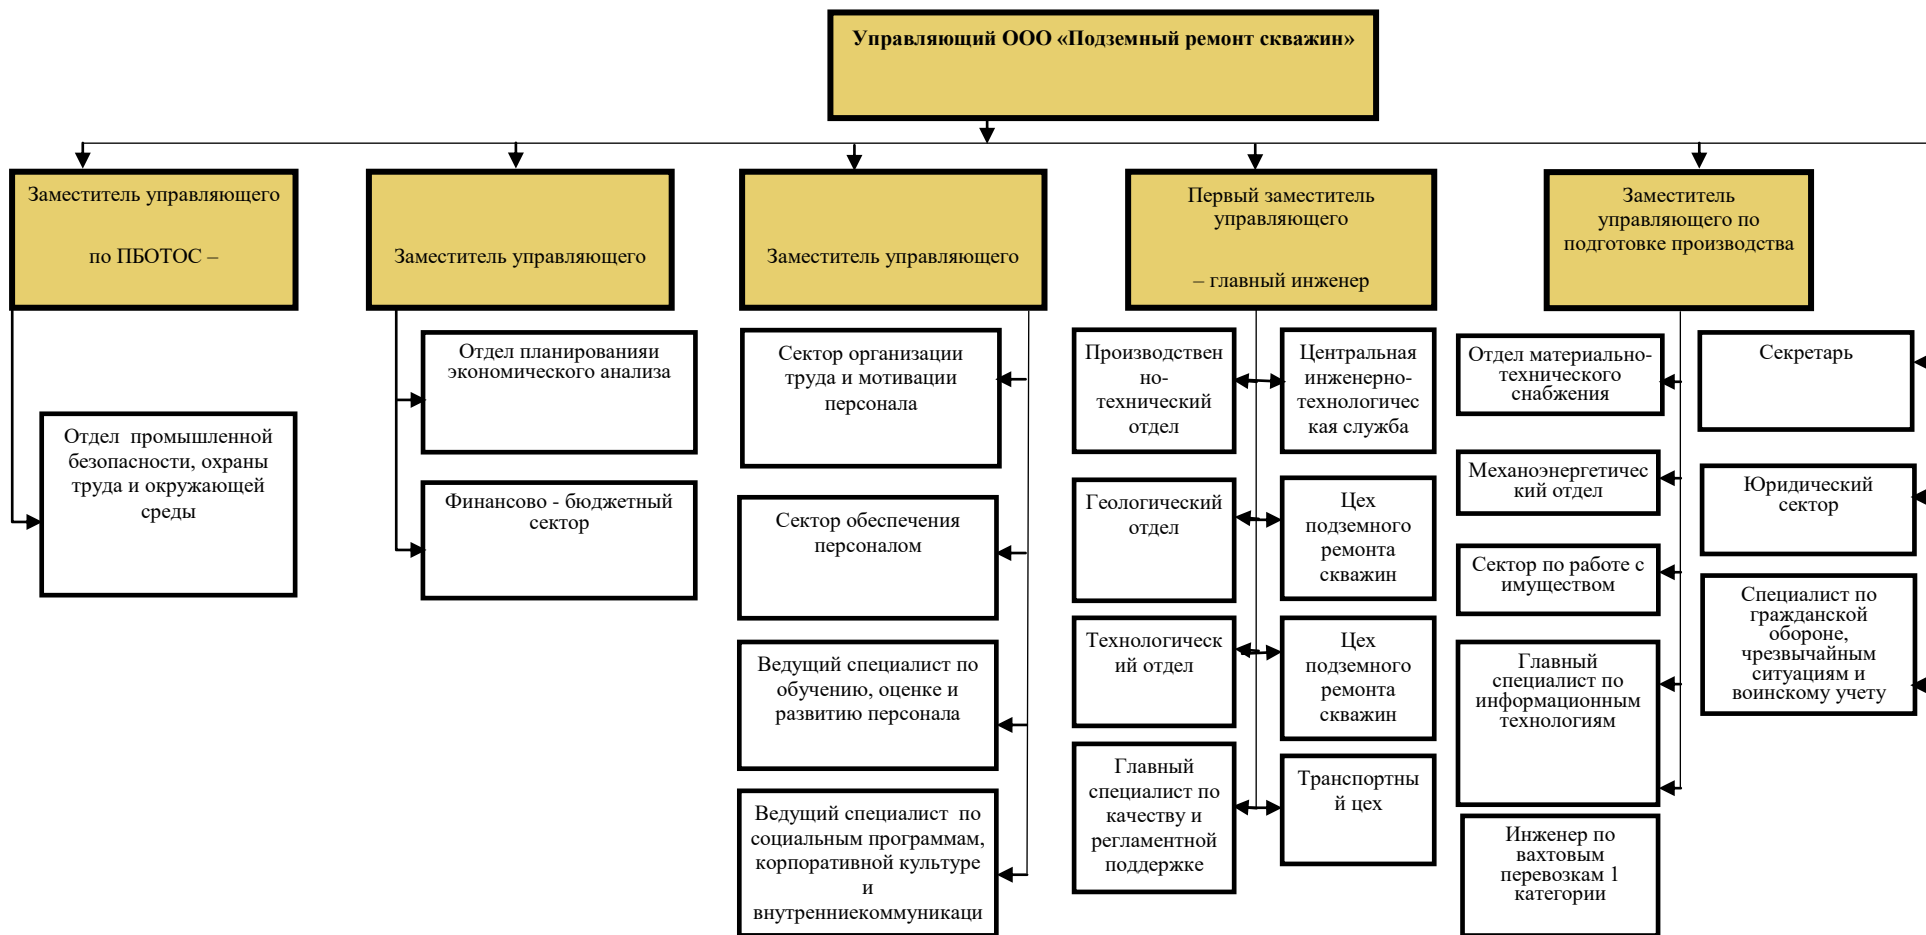 Управляющий ООО «Подземный ремонт скважин»
Заместитель управляющего
по ПБОТОС –
Заместитель управляющего
Заместитель управляющего
Первый заместитель
управляющего
– главный инженер
Заместитель
управляющего по
подготовке производства
Отдел промышленной
безопасности, охраны
труда и окружающей
среды
Отдел планированияи
экономического анализа
Финансово - бюджетный
сектор
Сектор организации
труда и мотивации
персонала
Сектор обеспечения
персоналом
Ведущий специалист по
обучению, оценке и
развитию персонала
Ведущий специалист по
социальным программам,
корпоративной культуре
и
внутренниекоммуникаци
Производствен
но-
технический
отдел
Геологический
отдел
Технологичес
кий отдел
Главный
специалист по
качеству и
регламентной
поддержке
Центральная
инженерно-
технологичес
кая служба
Цех
подземного
ремонта
скважин
Цех
подземного
ремонта
скважин
Транспортны
й цех
Отдел материально-
технического
снабжения
Механоэнергетичес
кий отдел
Сектор по работе с
имуществом
Главный
специалист по
информационным
технологиям
Инженер по
вахтовым
перевозкам 1
категории
Секретарь
Юридический
сектор
Специалист по
гражданской
обороне,
чрезвычайным
ситуациям и
воинскому учету